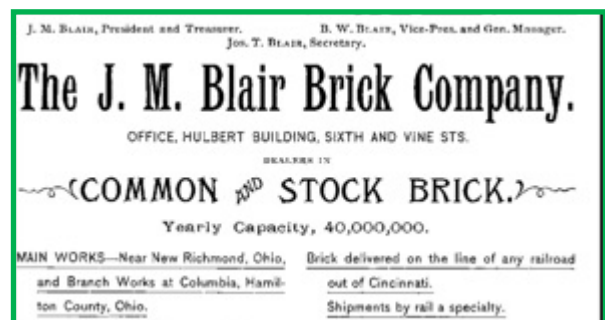 J. M. BLAIR, President and Treasurer. B. W. BLAIR, Vice-Pres. and Gen. Manager.
Jos. T. BLAIR, Secretary.
The J. M. Blair Brick Company.
OFFICE, HULBERT BUILDING, SIXTH AND VINE STS.
DEALERS IN
COMMON AND STOCK BRICK.
Yearly Capacity, 40,000,000.
MAIN WORKS—Near New Richmond, Ohio,
and Branch Works at Columbia, Hamil-
ton County, Ohio.
Brick delivered on the line of any railroad
out of Cincinnati.
Shipments by rail a specialty.